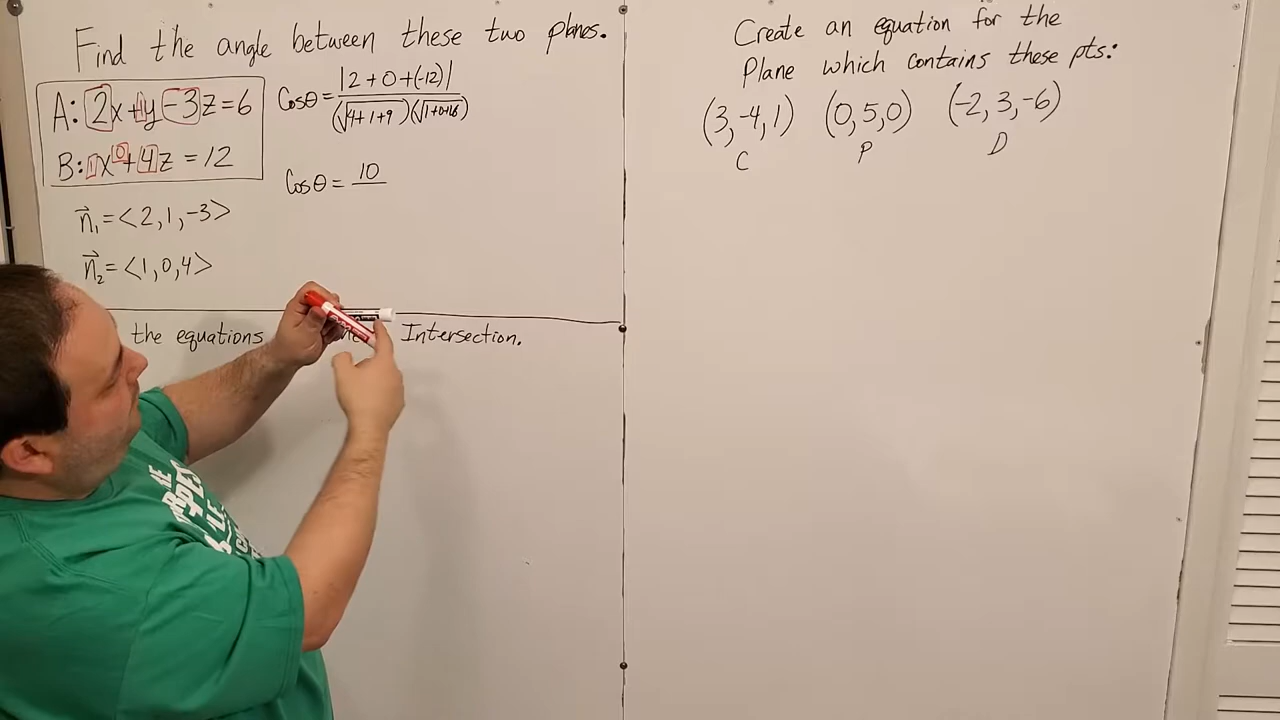 Find the angle between these two planes.
A: 2x+1y-3z=6
B: 1x+0+4z=12
n₁=<2,1,-3>
n₂=<1,0,4>
Cosθ=|2+0+(-12)|/(√4+1+9)(√1+0+16)
Cosθ=10
the equations
Intersection.
Create an equation for the
Plane which contains these pts:
(3,-4,1) (0,5,0) (-2,3,-6)
C P D